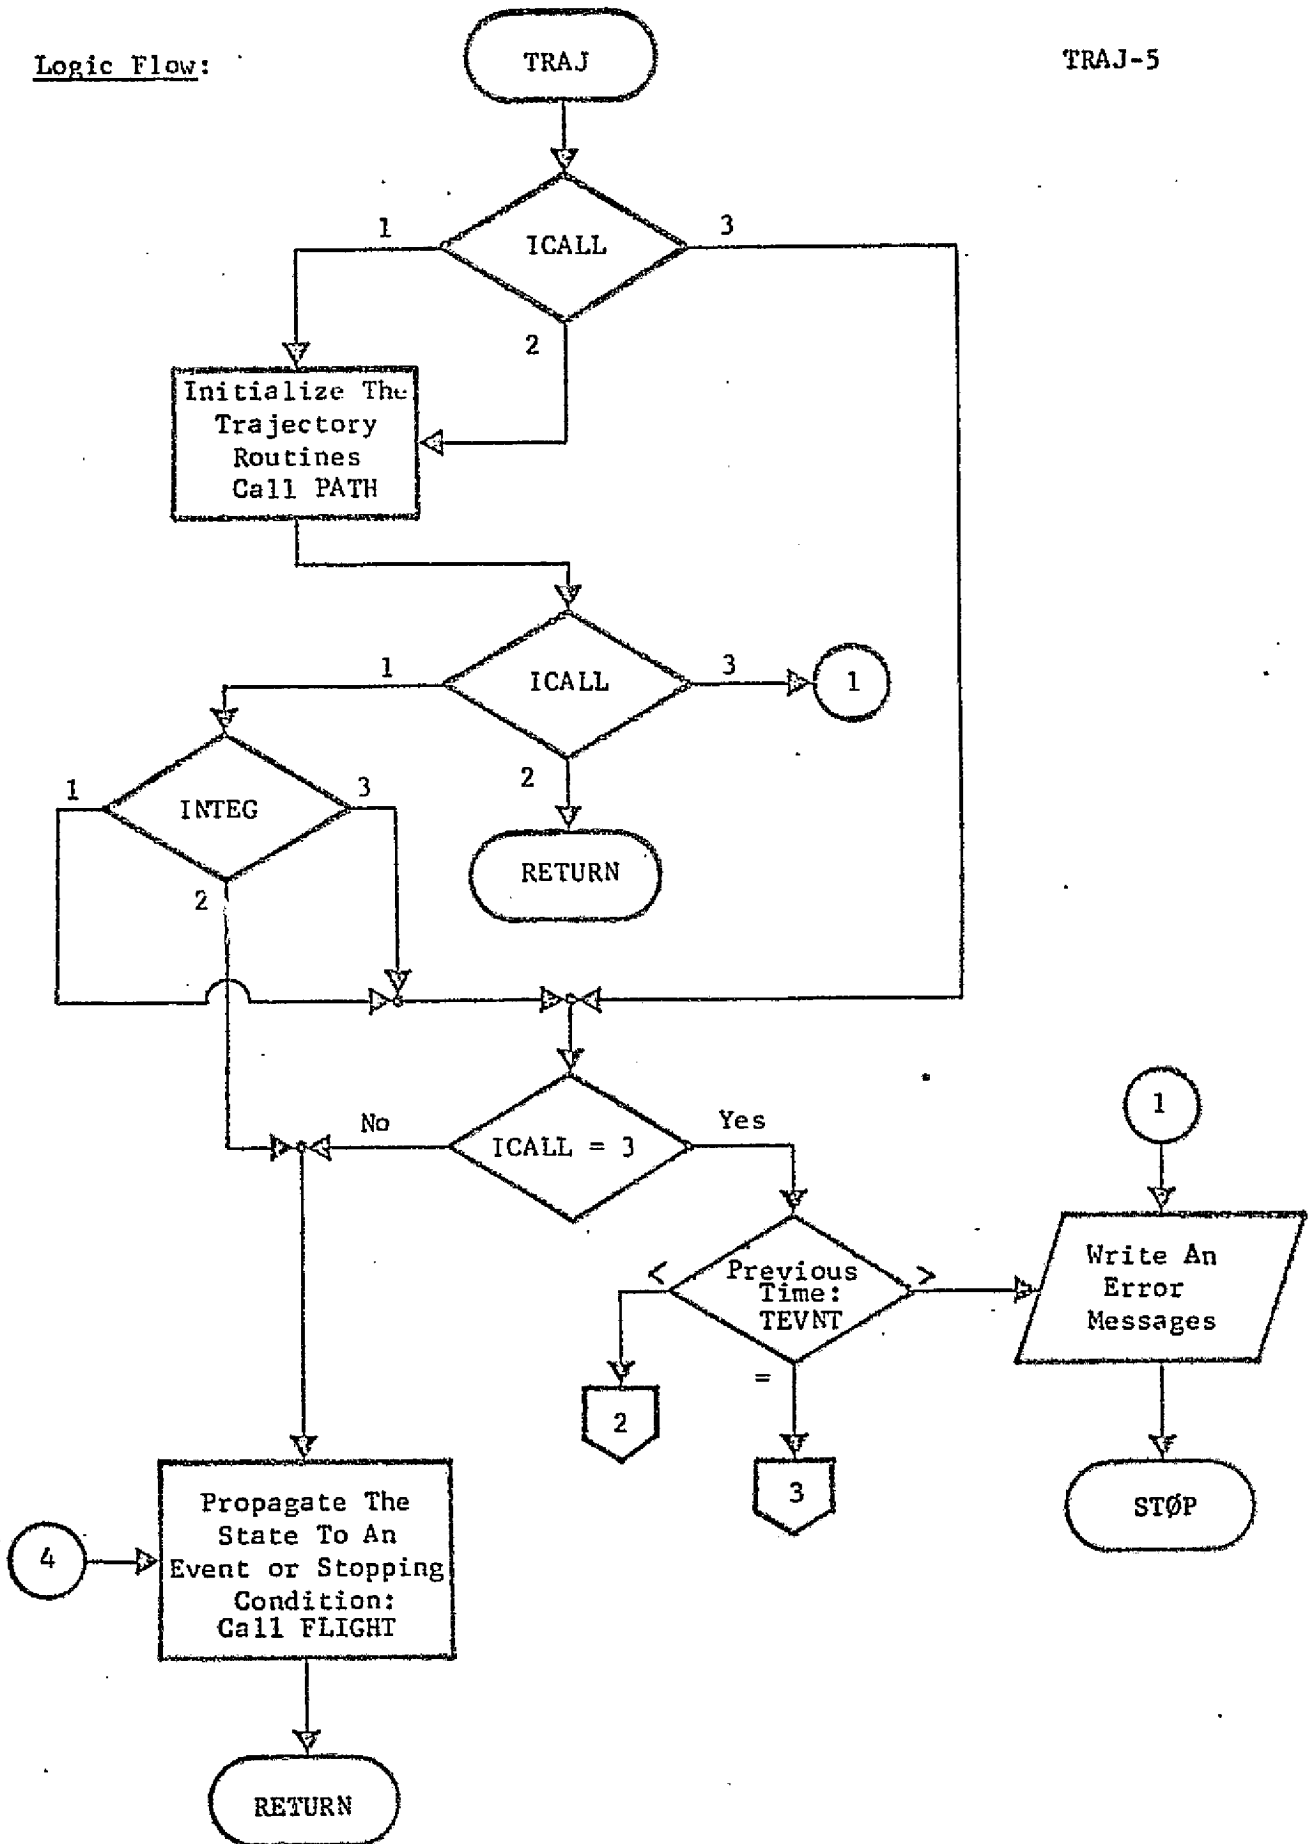 Logic Flow:
TRAJ-5
TRAJ
ICALL
1
3
2
Initialize The
Trajectory
Routines
Call PATH
ICALL
1
3
1
2
RETURN
INTEG
1
3
2
ICALL = 3
No
Yes
1
Previous
Time:
TEVNT
<
>
=
Write An
Error
Messages
2
3
STØP
4
Propagate The
State To An
Event or Stopping
Condition:
Call FLIGHT
RETURN